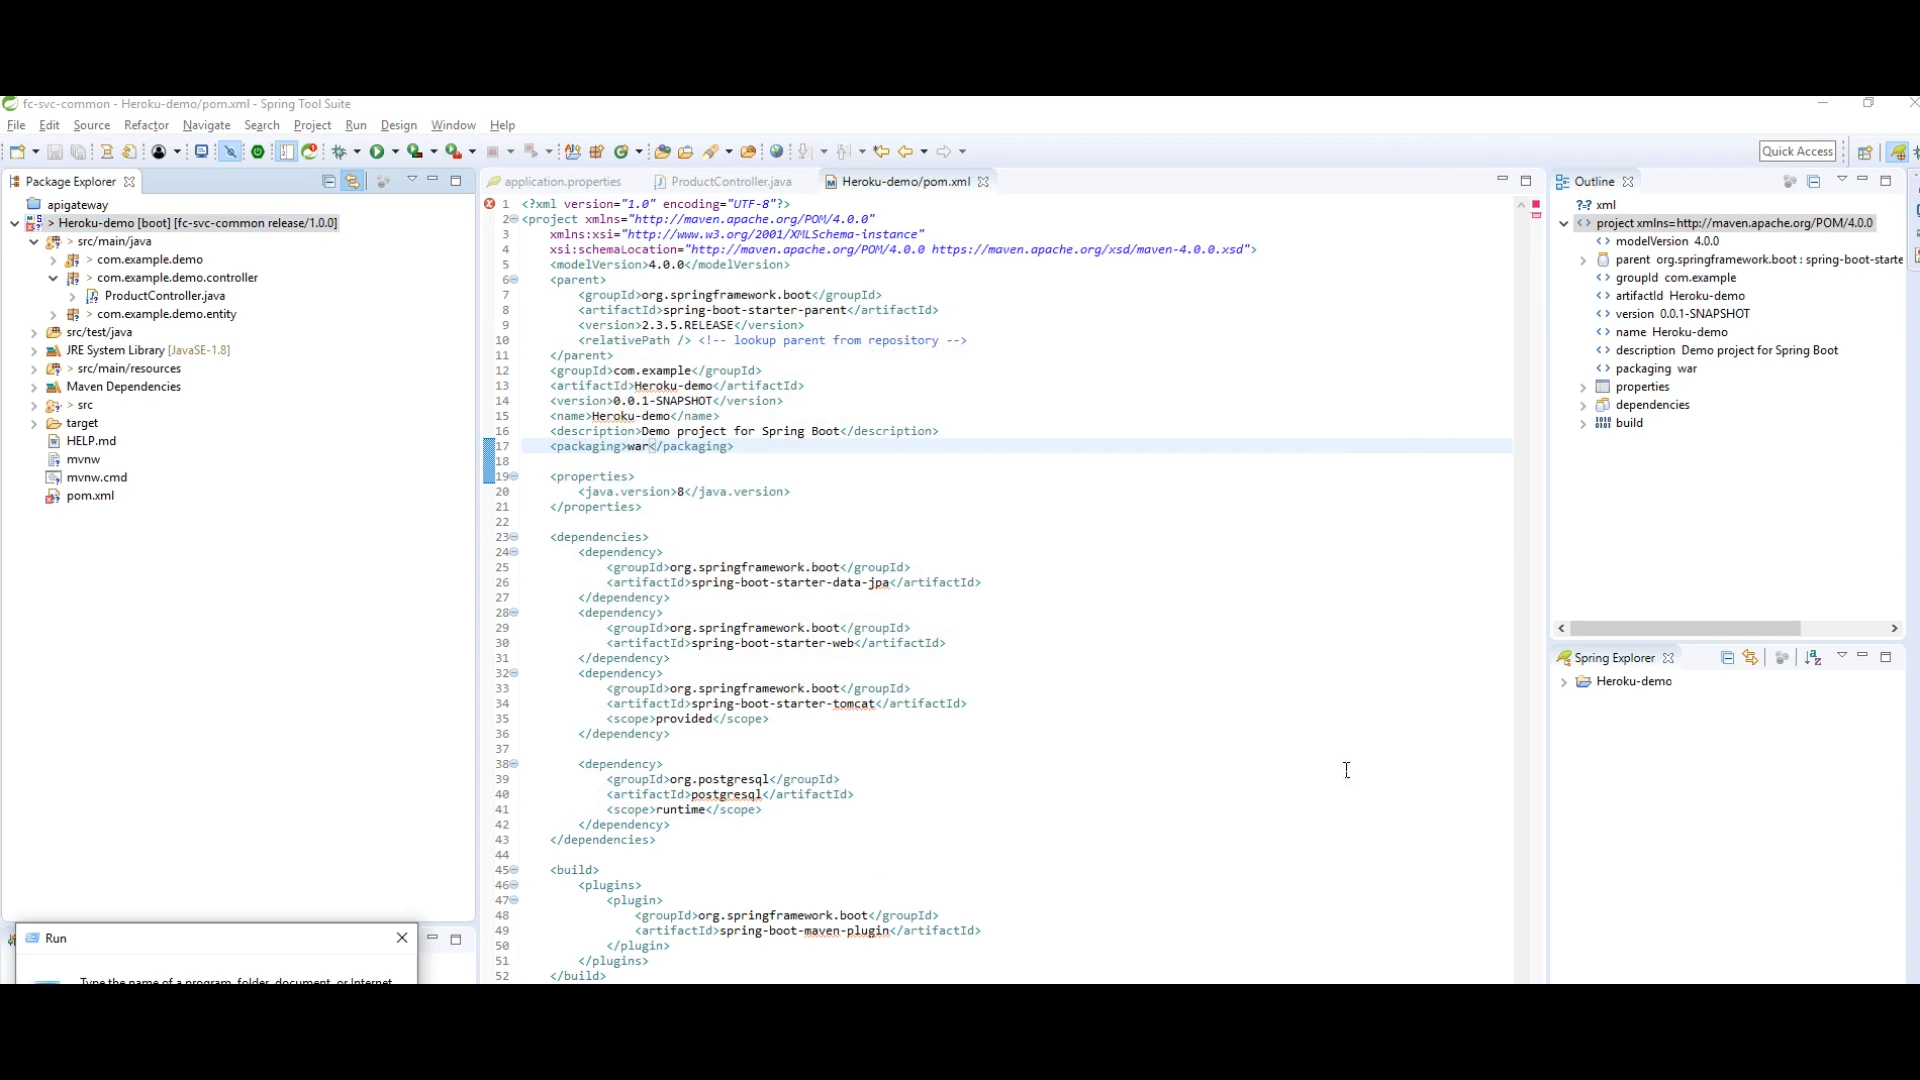 fc-svc-common - Heroku-demo/pom.xml - Spring Tool Suite
File Edit Source Refactor Navigate Search Project Run Design Window Help
Quick Access
Package Explorer
apigateway
> Heroku-demo [boot] [fc-svc-common release/1.0.0]
> src/main/java
> com.example.demo
> com.example.demo.controller
ProductController.java
> com.example.demo.entity
src/test/java
JRE System Library [JavaSE-1.8]
> src/main/resources
Maven Dependencies
> src
target
HELP.md
mvnw
mvnw.cmd
pom.xml
application.properties ProductController.java Heroku-demo/pom.xml
1 <?xml version="1.0" encoding="UTF-8"?>
2 <project xmlns="http://maven.apache.org/POM/4.0.0"
3 xmlns:xsi="http://www.w3.org/2001/XMLSchema-instance"
4 xsi:schemaLocation="http://maven.apache.org/POM/4.0.0 https://maven.apache.org/xsd/maven-4.0.0.xsd">
5 <modelVersion>4.0.0</modelVersion>
6 <parent>
7 <groupId>org.springframework.boot</groupId>
8 <artifactId>spring-boot-starter-parent</artifactId>
9 <version>2.3.5.RELEASE</version>
10 <relativePath /> <!-- lookup parent from repository -->
11 </parent>
12 <groupId>com.example</groupId>
13 <artifactId>Heroku-demo</artifactId>
14 <version>0.0.1-SNAPSHOT</version>
15 <name>Heroku-demo</name>
16 <description>Demo project for Spring Boot</description>
17 <packaging>war</packaging>
18
19 <properties>
20 <java.version>8</java.version>
21 </properties>
22
23 <dependencies>
24 <dependency>
25 <groupId>org.springframework.boot</groupId>
26 <artifactId>spring-boot-starter-data-jpa</artifactId>
27 </dependency>
28 <dependency>
29 <groupId>org.springframework.boot</groupId>
30 <artifactId>spring-boot-starter-web</artifactId>
31 </dependency>
32 <dependency>
33 <groupId>org.springframework.boot</groupId>
34 <artifactId>spring-boot-starter-tomcat</artifactId>
35 <scope>provided</scope>
36 </dependency>
37
38 <dependency>
39 <groupId>org.postgresql</groupId>
40 <artifactId>postgresql</artifactId>
41 <scope>runtime</scope>
42 </dependency>
43 </dependencies>
44
45 <build>
46 <plugins>
47 <plugin>
48 <groupId>org.springframework.boot</groupId>
49 <artifactId>spring-boot-maven-plugin</artifactId>
50 </plugin>
51 </plugins>
52 </build>
Outline
?? xml
project xmlns=http://maven.apache.org/POM/4.0.0
modelVersion 4.0.0
parent org.springframework.boot : spring-boot-starte
groupId com.example
artifactId Heroku-demo
version 0.0.1-SNAPSHOT
name Heroku-demo
description Demo project for Spring Boot
packaging war
properties
dependencies
build
Spring Explorer
Heroku-demo
Run
Type the name of a program, folder, document, or Internet